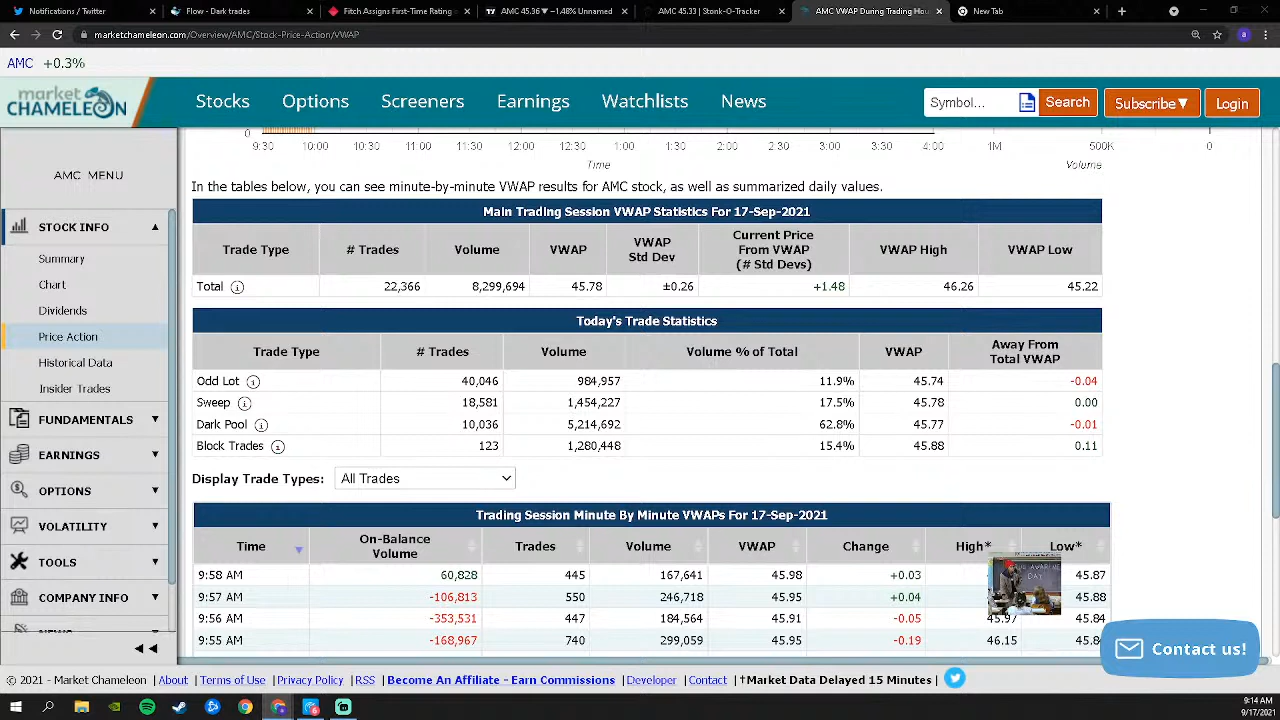 Notifications / Twitter
Flow - Dark trades
Fitch Assigns First-Time Rating
AMC 45.36 ▼ −1.48% Unnamed
AMC 45.33 | Stonk-O-Tracker
AMC VWAP During Trading Hou
New Tab
marketchameleon.com/Overview/AMC/Stock-Price-Action/VWAP
AMC +0.3%
market CHAMELEON
Stocks
Options
Screeners
Earnings
Watchlists
News
Symbol...
Search
Subscribe▼
Login
0
9:30 10:00 10:30 11:00 11:30 12:00 12:30 1:00 1:30 2:00 2:30 3:00 3:30 4:00 1M 500K 0
Time
Volume
AMC MENU
STOCK INFO
Summary
Chart
Dividends
Price Action
Historical Data
Insider Trades
FUNDAMENTALS
EARNINGS
OPTIONS
VOLATILITY
TOOLS
COMPANY INFO
In the tables below, you can see minute-by-minute VWAP results for AMC stock, as well as summarized daily values.
Main Trading Session VWAP Statistics For 17-Sep-2021
Trade Type # Trades Volume VWAP VWAP Std Dev Current Price From VWAP (# Std Devs) VWAP High VWAP Low
Total 22,366 8,299,694 45.78 ±0.26 +1.48 46.26 45.22
Today's Trade Statistics
Trade Type # Trades Volume Volume % of Total VWAP Away From Total VWAP
Odd Lot 40,046 984,957 11.9% 45.74 -0.04
Sweep 18,581 1,454,227 17.5% 45.78 0.00
Dark Pool 10,036 5,214,692 62.8% 45.77 -0.01
Block Trades 123 1,280,448 15.4% 45.88 0.11
Display Trade Types: All Trades
Trading Session Minute By Minute VWAPs For 17-Sep-2021
Time On-Balance Volume Trades Volume VWAP Change High* Low*
9:58 AM 60,828 445 167,641 45.98 +0.03 45.87
9:57 AM -106,813 550 246,718 45.95 +0.04 45.88
9:56 AM -353,531 447 184,564 45.91 -0.05 45.97 45.84
9:55 AM -168,967 740 299,059 45.95 -0.19 46.15
DAY
Contact us!
© 2021 - Market Chameleon | About | Terms of Use | Privacy Policy | RSS | Become An Affiliate - Earn Commissions | Developer | Contact | †Market Data Delayed 15 Minutes |
9:14 AM
9/17/2021